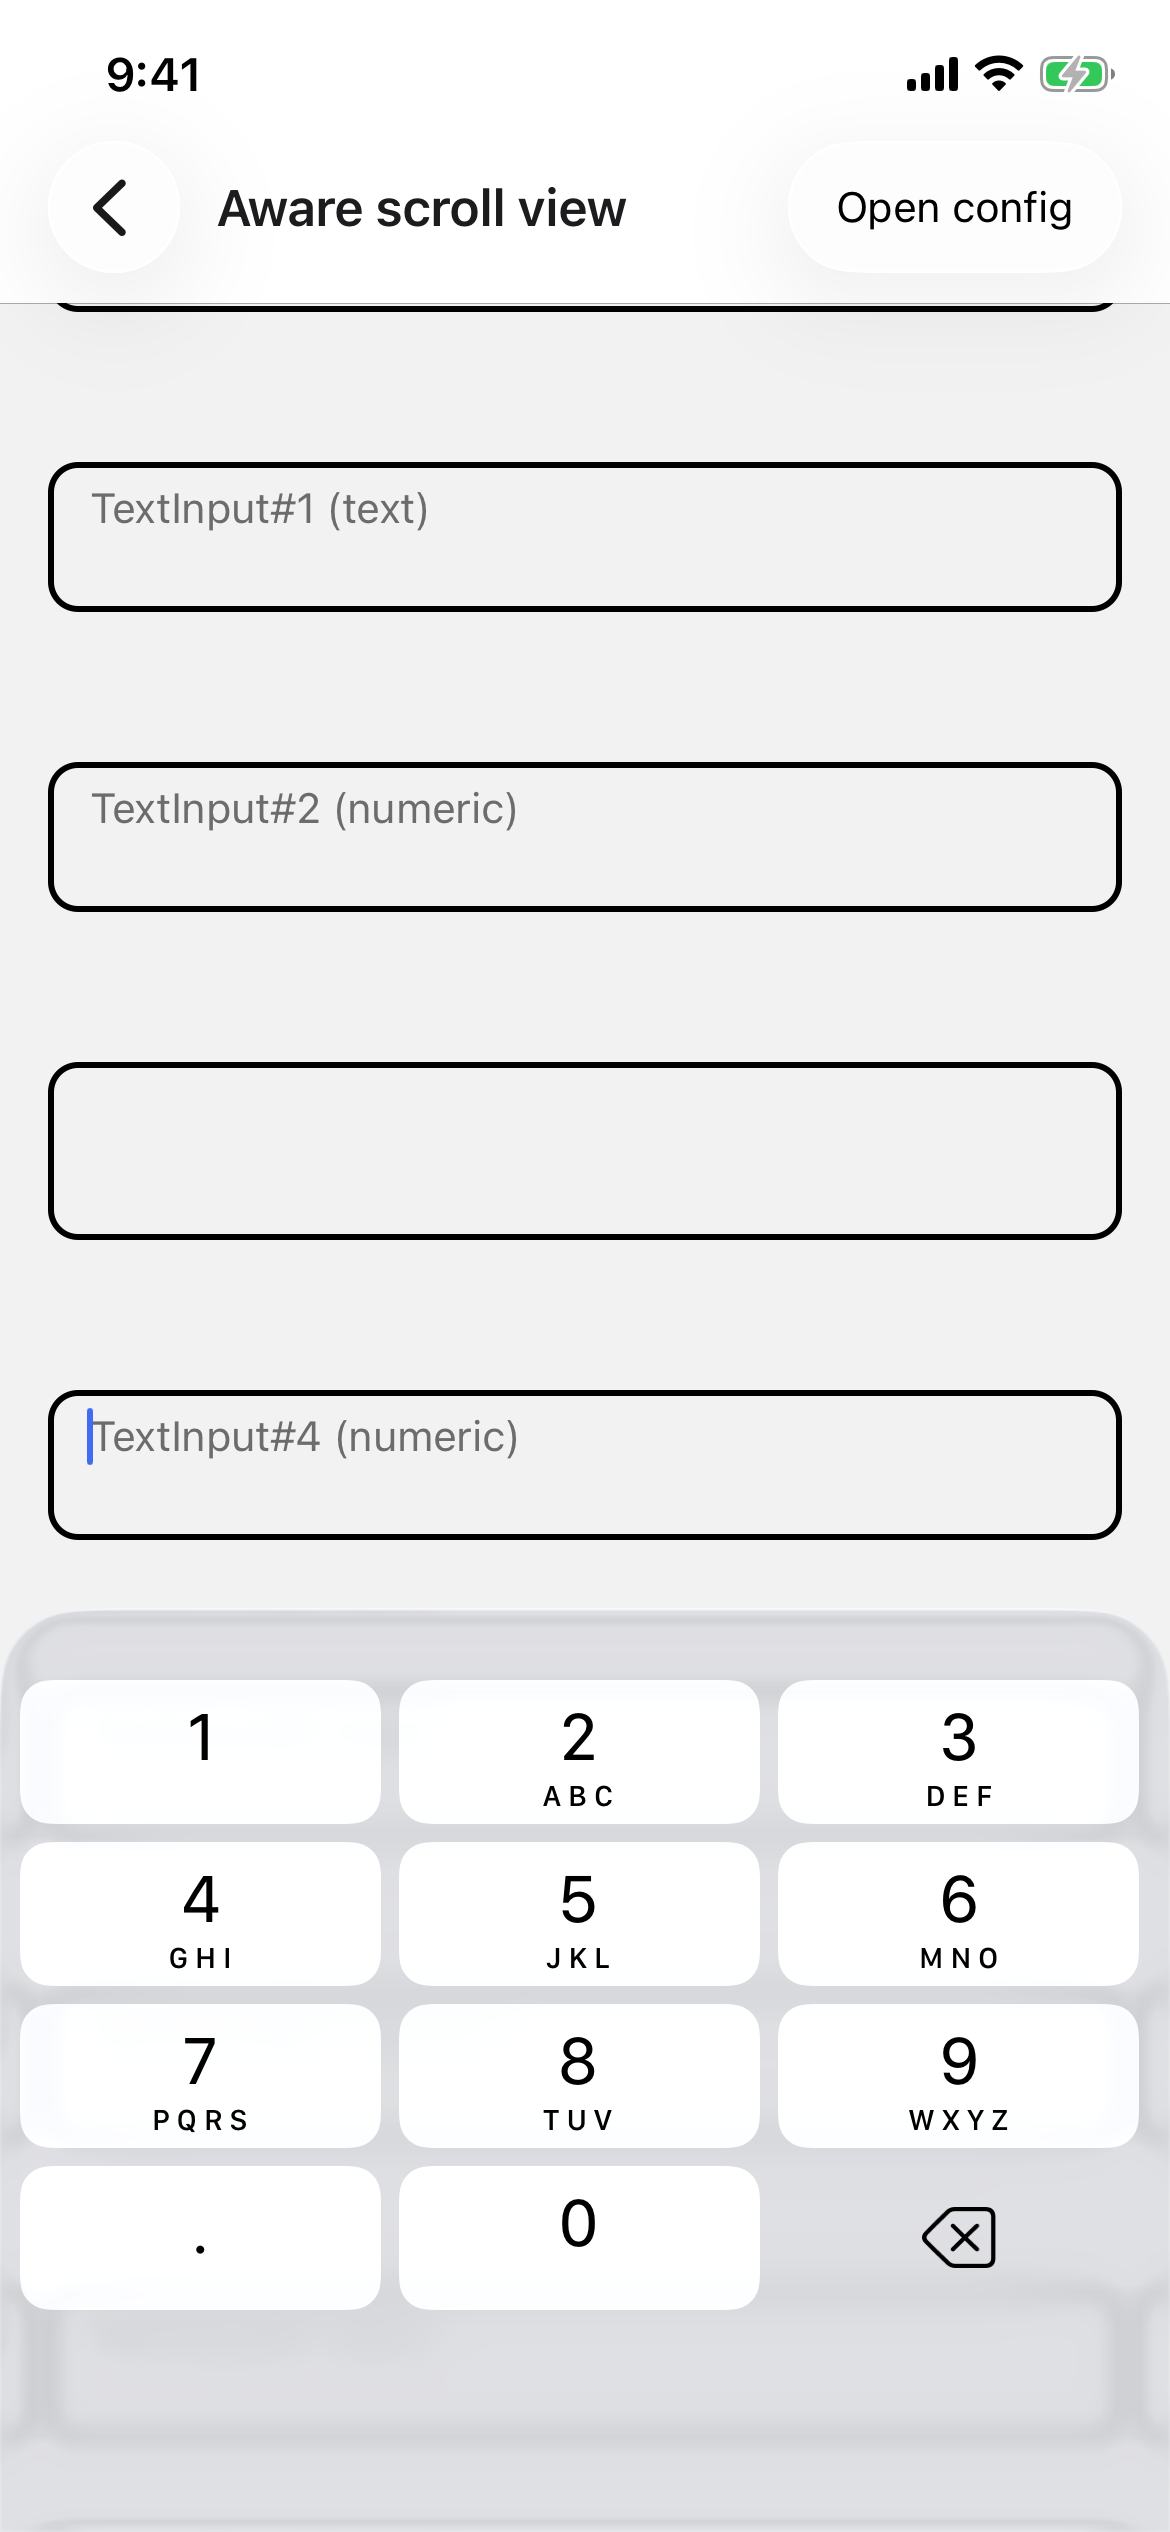 9:41
Aware scroll view
Open config
TextInput#1 (text)
TextInput#2 (numeric)
TextInput#4 (numeric)
1
2
ABC
3
DEF
4
GHI
5
JKL
6
MNO
7
PQRS
8
TUV
9
WXYZ
.
0